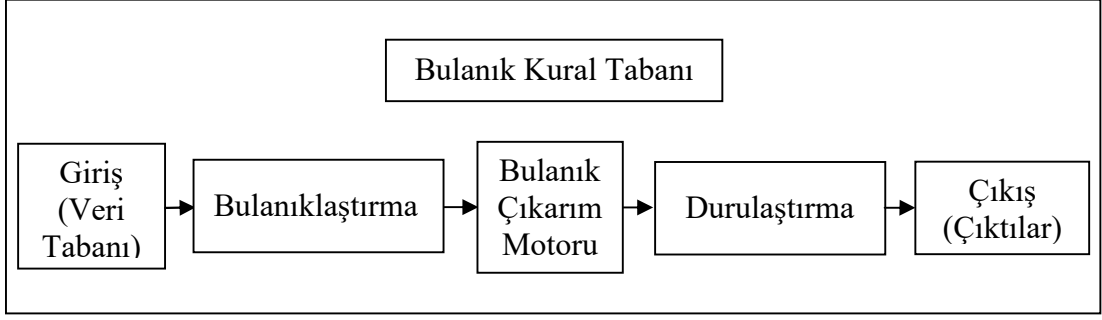 Bulanık Kural Tabanı
Giriş
(Veri
Tabanı)
Bulanıklaştırma
Bulanık
Çıkarım
Motoru
Durulaştırma
Çıkış
(Çıktılar)